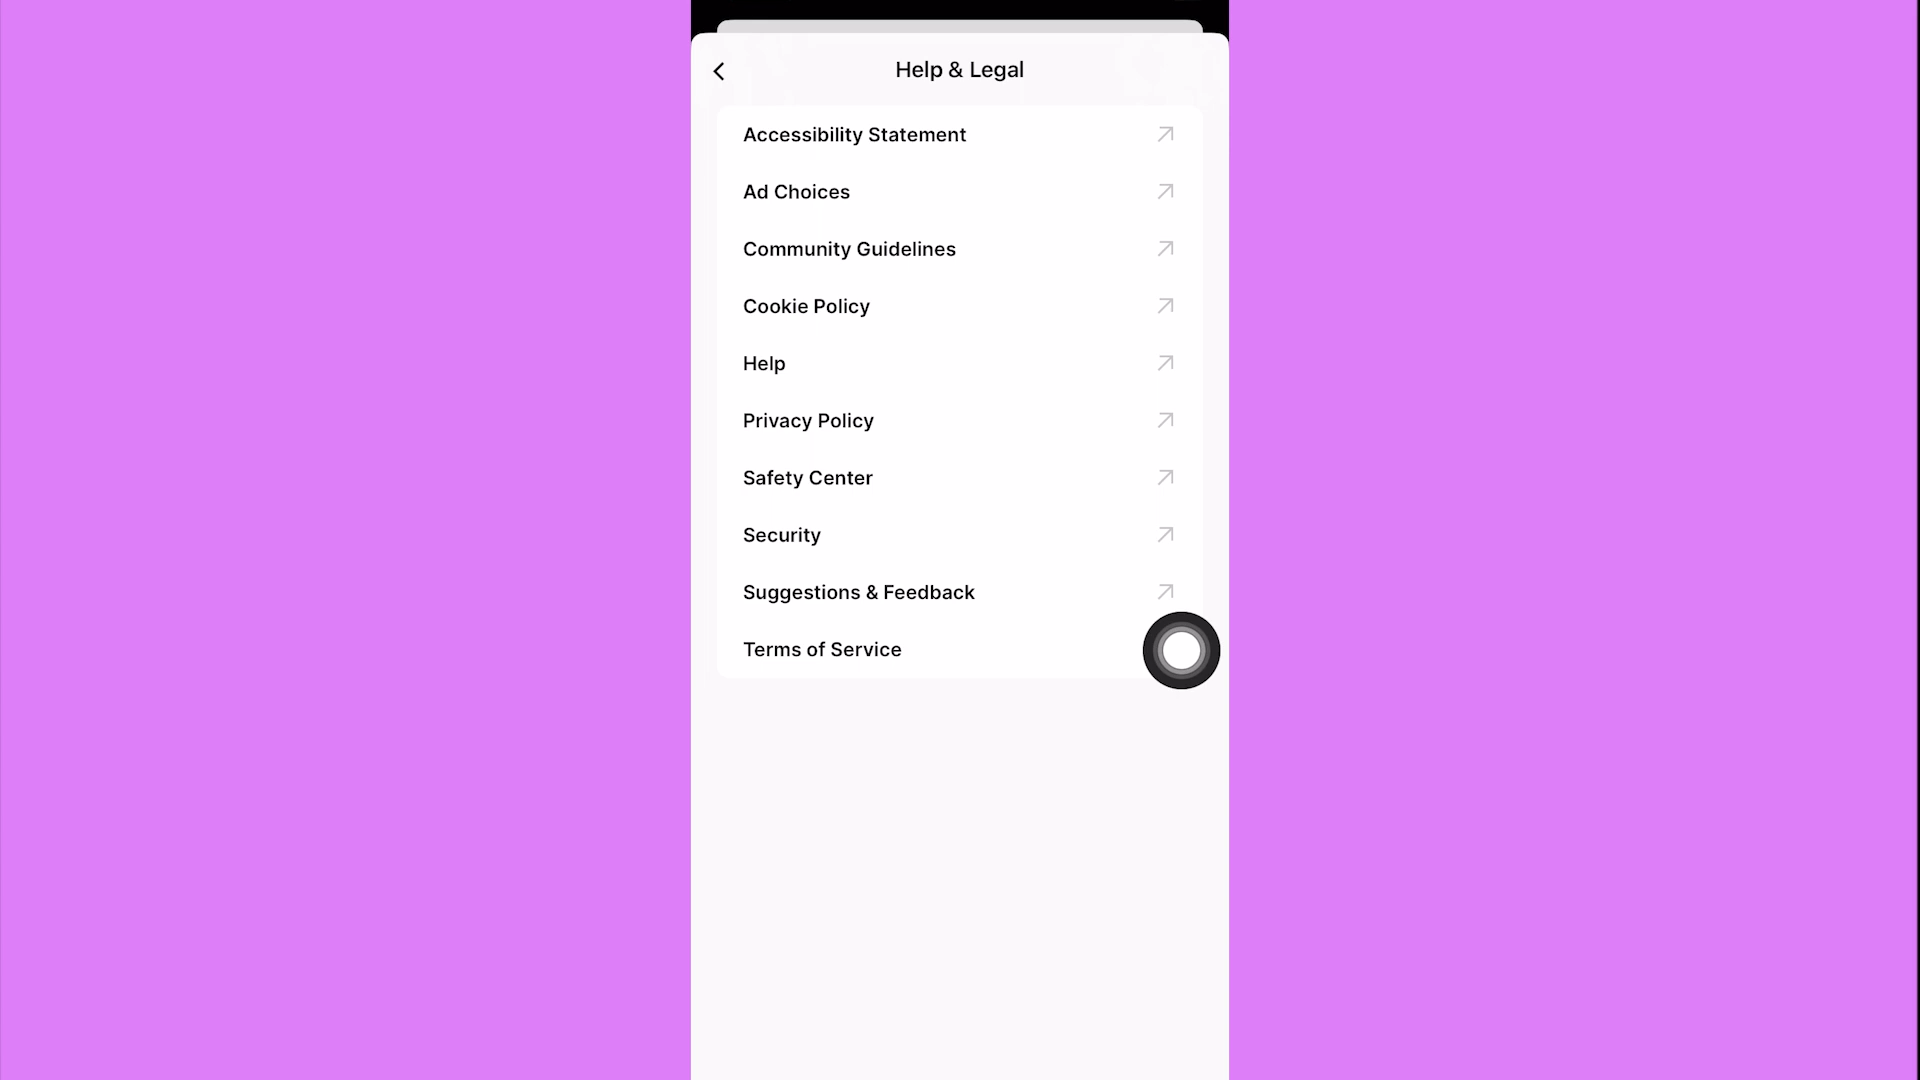 Help & Legal
Accessibility Statement
Ad Choices
Community Guidelines
Cookie Policy
Help
Privacy Policy
Safety Center
Security
Suggestions & Feedback
Terms of Service